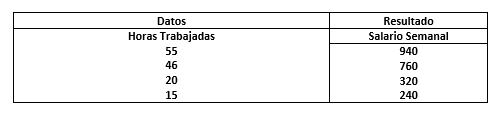 Datos Resultado
Horas Trabajadas Salario Semanal
55 940
46 760
20 320
15 240